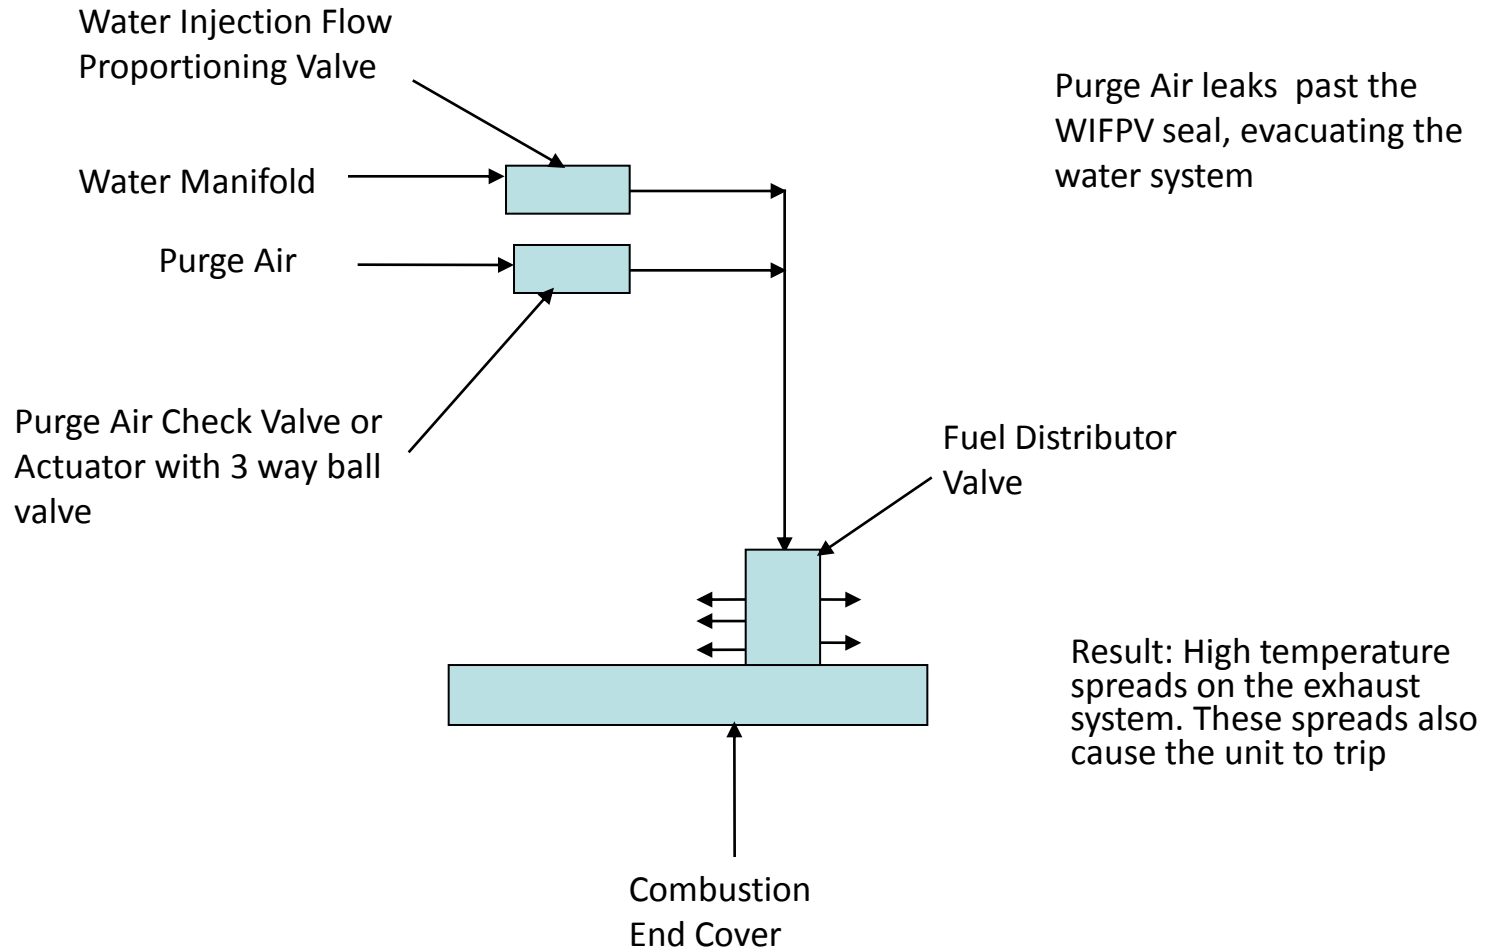 Water Injection Flow
Proportioning Valve
Purge Air leaks  past the
WIFPV seal, evacuating the
water system
Water Manifold
Purge Air
Purge Air Check Valve or
Actuator with 3 way ball
valve
Fuel Distributor
Valve
Result: High temperature
spreads on the exhaust
system. These spreads also
cause the unit to trip
Combustion
End Cover